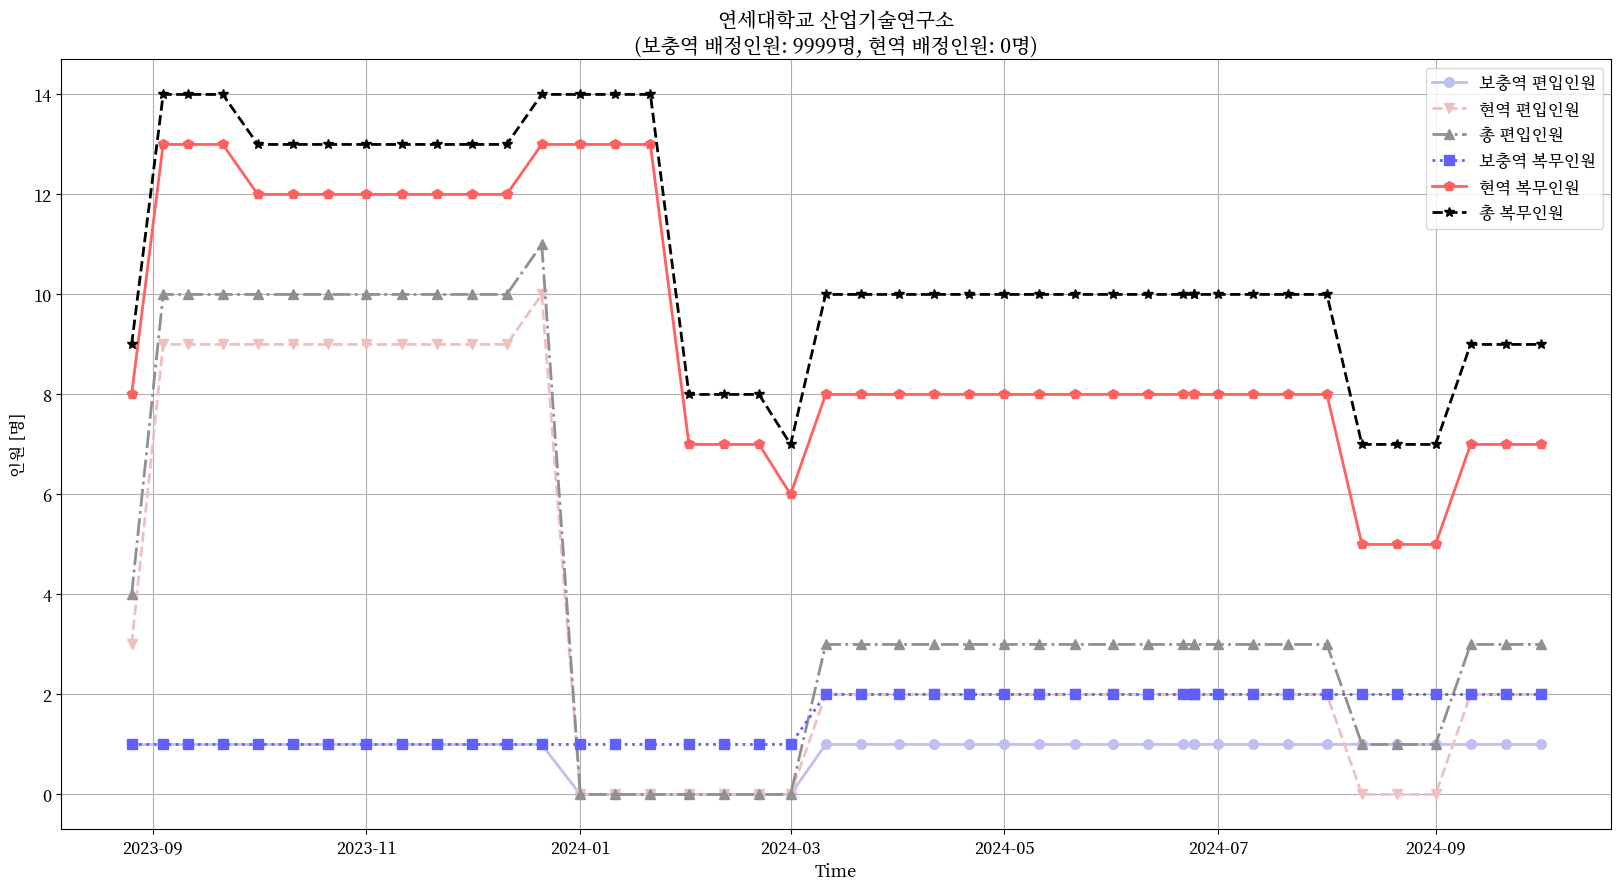 연세대학교 산업기술연구소
(보충역 배정인원: 9999명, 현역 배정인원: 0명)
보충역 편입인원
현역 편입인원
총 편입인원
보충역 복무인원
현역 복무인원
총 복무인원
인원 [명]
14
12
10
8
6
4
2
0
2023-09 2023-11 2024-01 2024-03 2024-05 2024-07 2024-09
Time